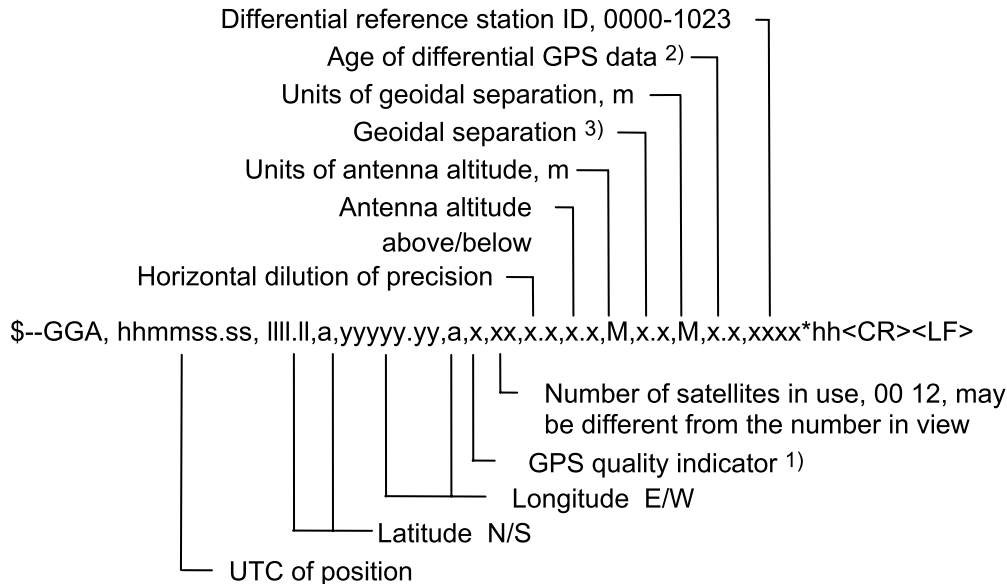 Differential reference station ID, 0000-1023
Age of differential GPS data 2)
Units of geoidal separation, m
Geoidal separation 3)
Units of antenna altitude, m
Antenna altitude
above/below
Horizontal dilution of precision
$--GGA, hhmmss.ss, llll.ll,a,yyyyy.yy,a,x,xx,x.x,x.x,M,x.x,M,x.x,xxxx*hh<CR><LF>
Number of satellites in use, 00 12, may
be different from the number in view
GPS quality indicator 1)
Longitude E/W
Latitude N/S
UTC of position